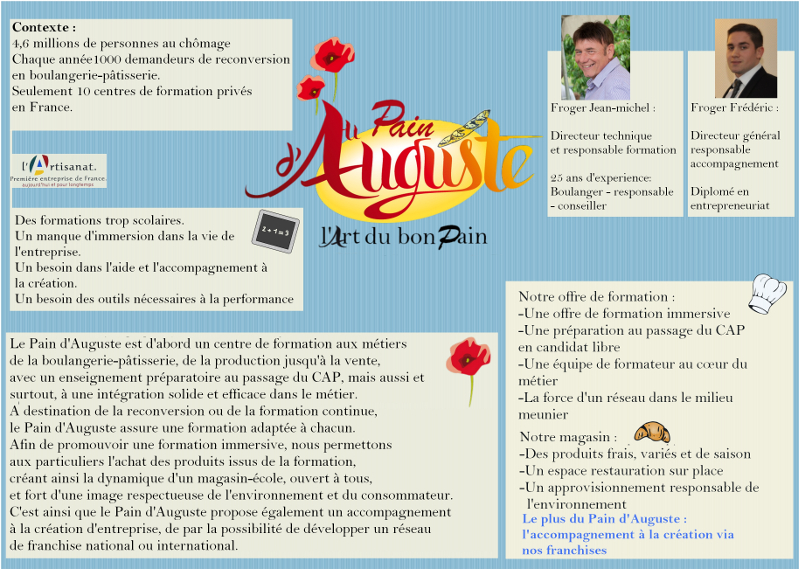 Contexte :
4,6 millions de personnes au chômage
Chaque année1000 demandeurs de reconversion
en boulangerie-pâtisserie.
Seulement 10 centres de formation privés
en France.
l'Artisanat.
Première entreprise de France.
aujourd'hui et pour longtemps
Des formations trop scolaires.
Un manque d'immersion dans la vie de
l'entreprise.
Un besoin dans l'aide et l'accompagnement à
la création.
Un besoin des outils nécessaires à la performance
2 + 1 = 3
Au Pain
d'Auguste
l'Art du bon Pain
Froger Jean-michel :
Directeur technique
et responsable formation
25 ans d'experience:
Boulanger - responsable
- conseiller
Froger Frédéric :
Directeur général
responsable
accompagnement
Diplomé en
entrepreneuriat
Le Pain d'Auguste est d'abord un centre de formation aux métiers
de la boulangerie-pâtisserie, de la production jusqu'à la vente,
avec un enseignement préparatoire au passage du CAP, mais aussi et
surtout, à une intégration solide et efficace dans le métier.
A destination de la reconversion ou de la formation continue,
le Pain d'Auguste assure une formation adaptée à chacun.
Afin de promouvoir une formation immersive, nous permettons
aux particuliers l'achat des produits issus de la formation,
créant ainsi la dynamique d'un magasin-école, ouvert à tous,
et fort d'une image respectueuse de l'environnement et du consommateur.
C'est ainsi que le Pain d'Auguste propose également un accompagnement
à la création d'entreprise, de par la possibilité de développer un réseau
de franchise national ou international.
Notre offre de formation :
-Une offre de formation immersive
-Une préparation au passage du CAP
en candidat libre
-Une équipe de formateur au cœur du
métier
-La force d'un réseau dans le milieu
meunier
Notre magasin :
-Des produits frais, variés et de saison
-Un espace restauration sur place
-Un approvisionnement responsable de
l'environnement
Le plus du Pain d'Auguste :
l'accompagnement à la création via
nos franchises